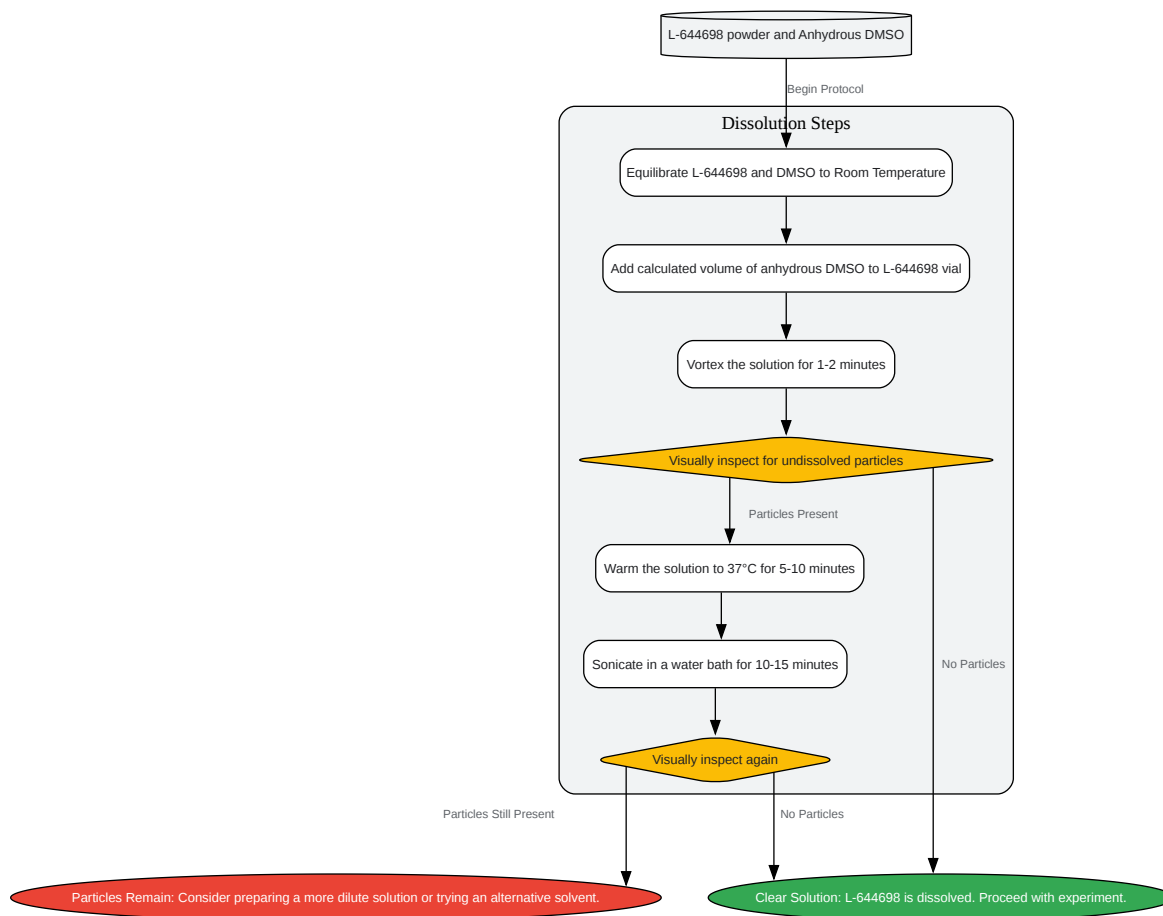 L-644698 powder and Anhydrous DMSO
Begin Protocol
Dissolution Steps
Equilibrate L-644698 and DMSO to Room Temperature
Add calculated volume of anhydrous DMSO to L-644698 vial
Vortex the solution for 1-2 minutes
Visually inspect for undissolved particles
Particles Present
Warm the solution to 37°C for 5-10 minutes
Sonicate in a water bath for 10-15 minutes
No Particles
Visually inspect again
Particles Still Present
No Particles
Particles Remain: Consider preparing a more dilute solution or trying an alternative solvent.
Clear Solution: L-644698 is dissolved. Proceed with experiment.